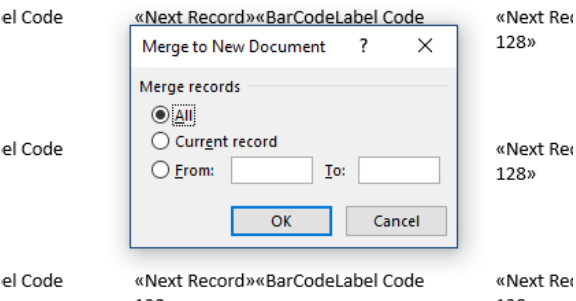 el Code «Next Record»«BarCodeLabel Code «Next Rec
Merge to New Document ? ×
128»
Merge records
All
Current record
el Code «Next Rec
From: To:
128»
OK Cancel
el Code «Next Record»«BarCodeLabel Code «Next Rec